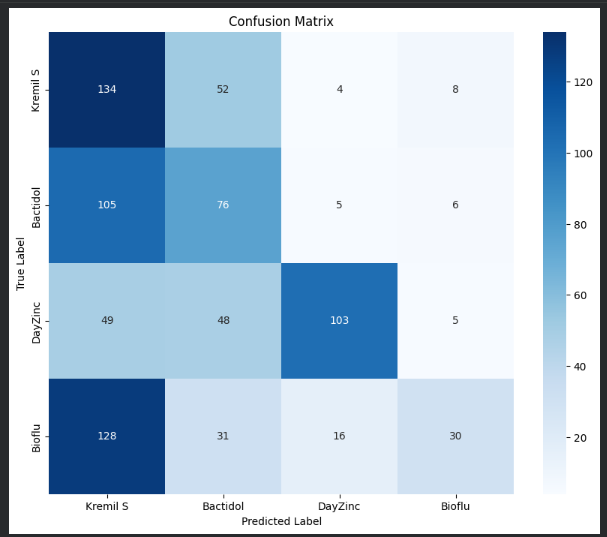 Confusion Matrix
Kremil S
134 52 4 8
Bactidol
105 76 5 6
DayZinc
49 48 103 5
Bioflu
128 31 16 30
True Label
Kremil S Bactidol DayZinc Bioflu
Predicted Label
120
100
80
60
40
20